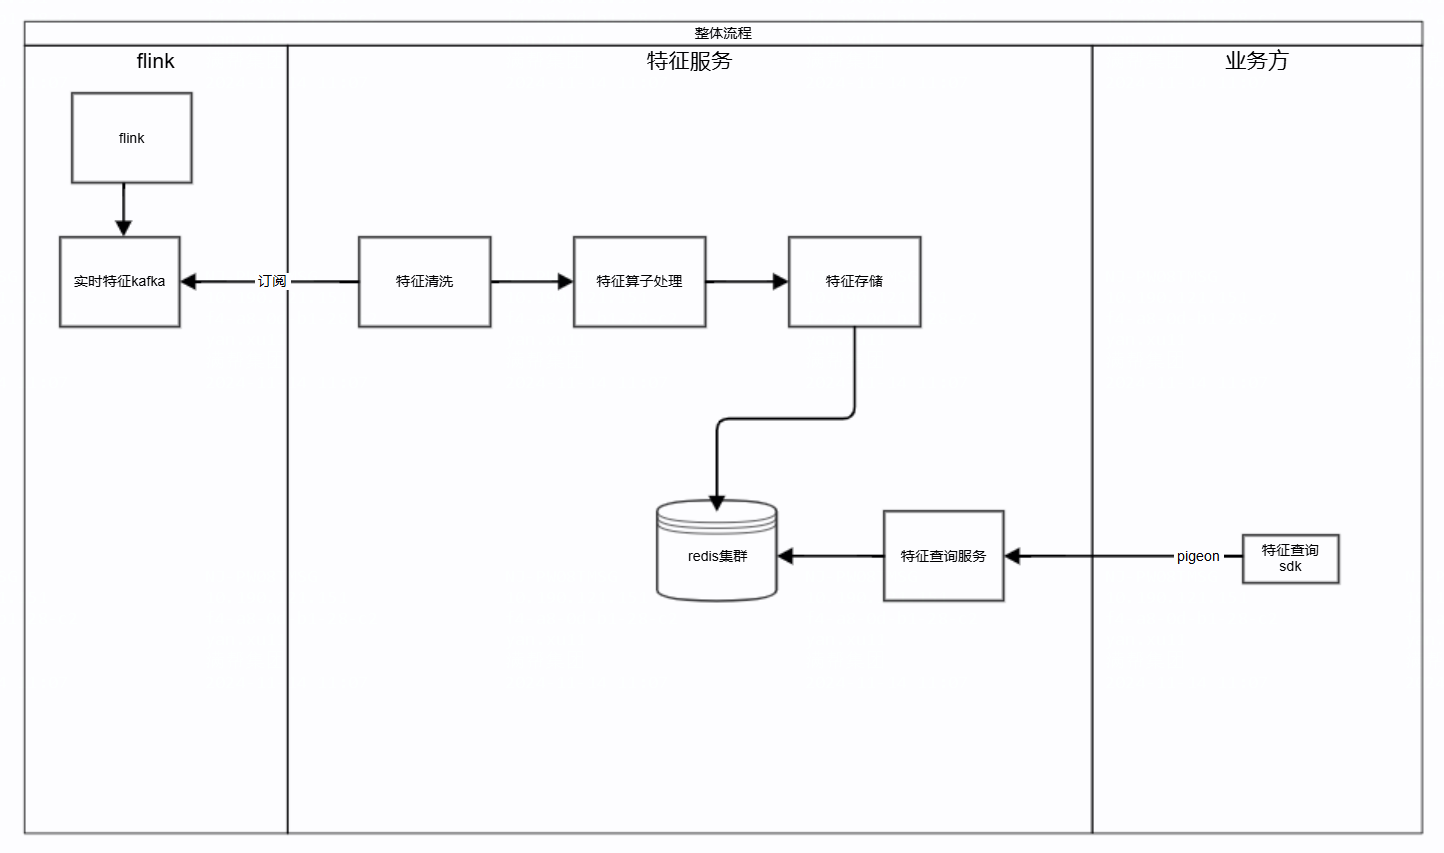 整体流程
flink
特征服务
业务方
flink
实时特征kafka
订阅
特征清洗
特征算子处理
特征存储
redis集群
特征查询服务
pigeon
特征查询
sdk